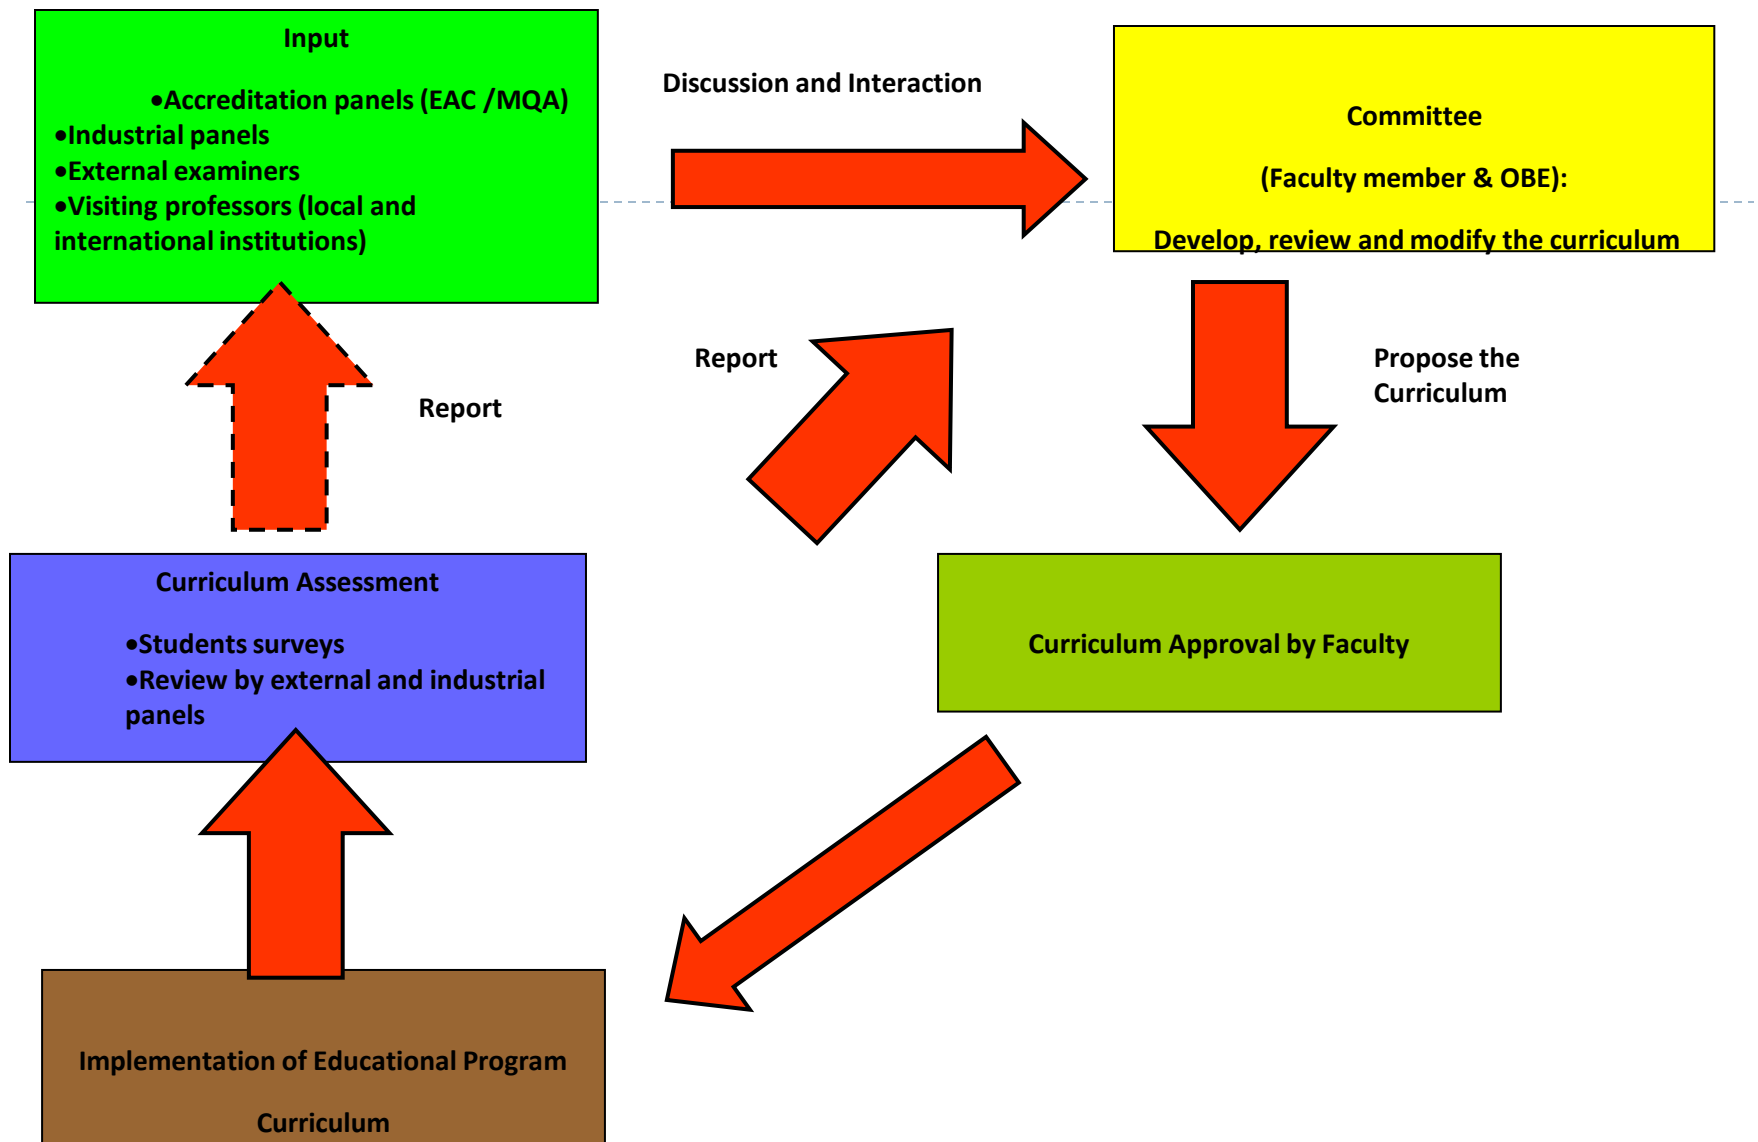 Input
•Accreditation panels (EAC /MQA)
•Industrial panels
•External examiners
•Visiting professors (local and
international institutions)
Discussion and Interaction
Committee
(Faculty member & OBE):
Develop, review and modify the curriculum
Report
Report
Propose the
Curriculum
Curriculum Assessment
•Students surveys
•Review by external and industrial
panels
Curriculum Approval by Faculty
Implementation of Educational Program
Curriculum